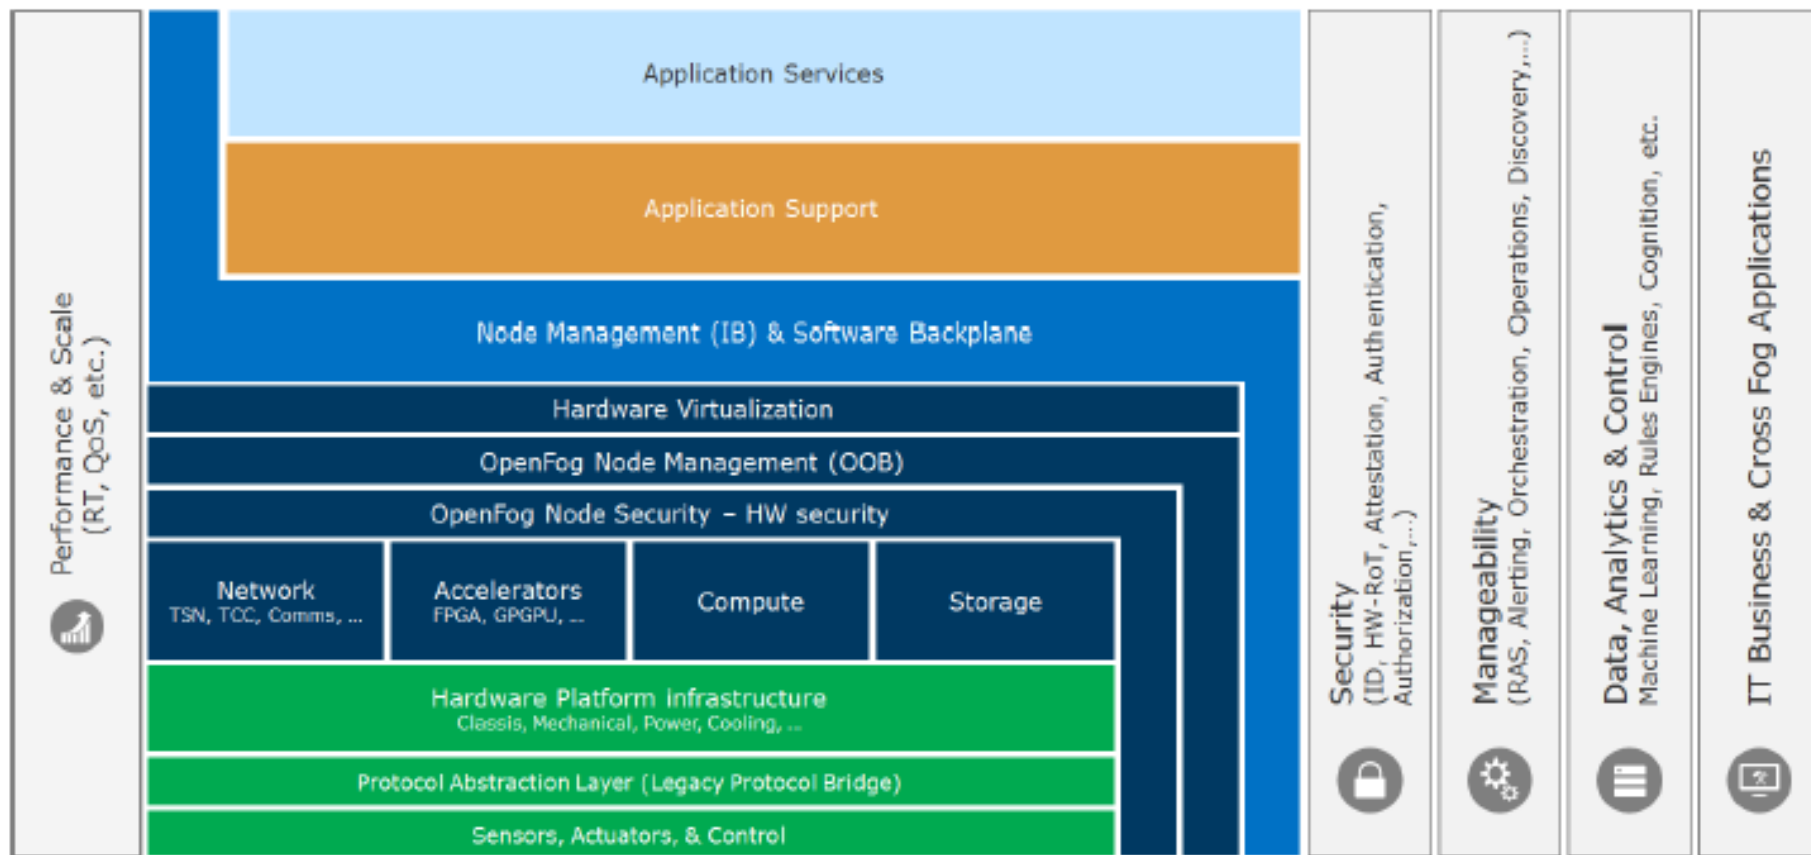 Performance & Scale
(RT, QoS, etc.)
Application Services
Application Support
Node Management (IB) & Software Backplane
Hardware Virtualization
OpenFog Node Management (OOB)
OpenFog Node Security – HW security
Network
TSN, TCC, Comms, ...
Accelerators
FPGA, GPGPU, ...
Compute
Storage
Hardware Platform infrastructure
Classis, Mechanical, Power, Cooling, ...
Protocol Abstraction Layer (Legacy Protocol Bridge)
Sensors, Actuators, & Control
Security
(ID, HW-RoT, Attestation, Authentication,
Authorization,...)
Manageability
(RAS, Alerting, Orchestration, Operations, Discovery,...)
Data, Analytics & Control
Machine Learning, Rules Engines, Cognition, etc.
IT Business & Cross Fog Applications